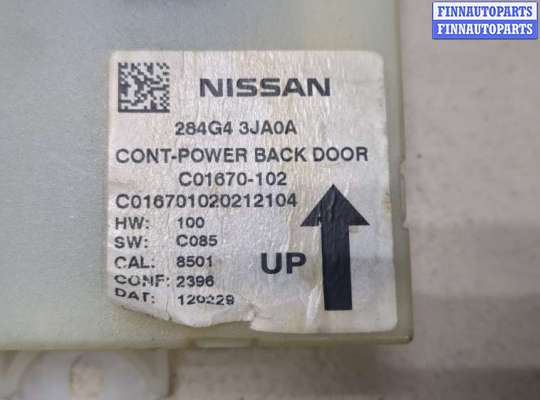 FINNAUTOPARTS
FINNAUTOPARTS
NISSAN
284G4 3JA0A
CONT-POWER BACK DOOR
C01670-102
C016701020212104
HW: 100
SW: C085
CAL: 8501
CONF: 2396
DAT: 120229
UP